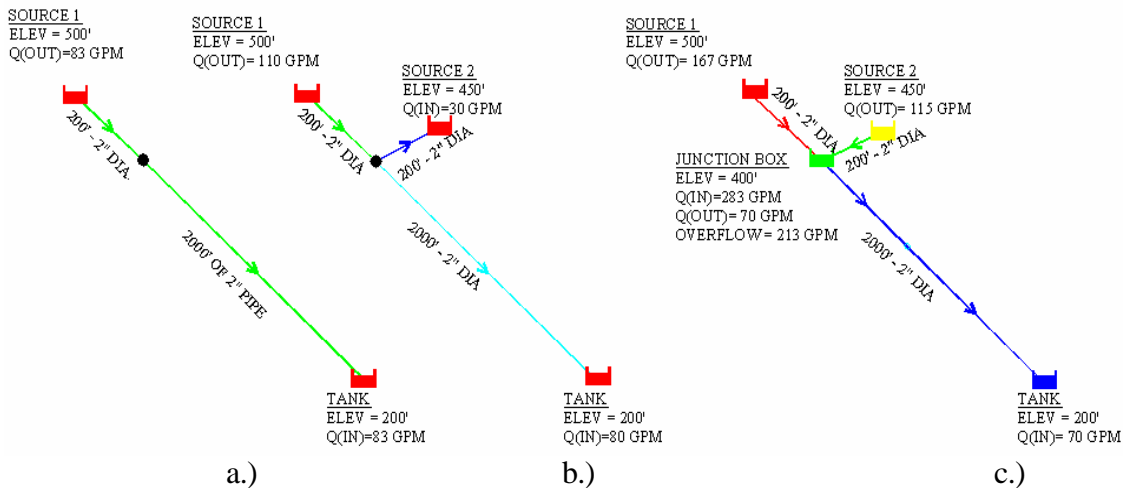 SOURCE 1
ELEV = 500'
Q(OUT)=83 GPM
200' - 2" DIA.
2000' OF 2" PIPE
TANK
ELEV = 200'
Q(IN)=83 GPM
a.)
SOURCE 1
ELEV = 500'
Q(OUT)= 110 GPM
SOURCE 2
ELEV = 450'
Q(IN)=30 GPM
200' - 2" DIA
200' - 2" DIA
2000' - 2" DIA
TANK
ELEV = 200'
Q(IN)=80 GPM
b.)
SOURCE 1
ELEV = 500'
Q(OUT)= 167 GPM
SOURCE 2
ELEV = 450'
Q(OUT)= 115 GPM
200' - 2" DIA
200' - 2" DIA
JUNCTION BOX
ELEV = 400'
Q(IN)=283 GPM
Q(OUT)=70 GPM
OVERFLOW= 213 GPM
2000' - 2" DIA
TANK
ELEV = 200'
Q(IN)= 70 GPM
c.)